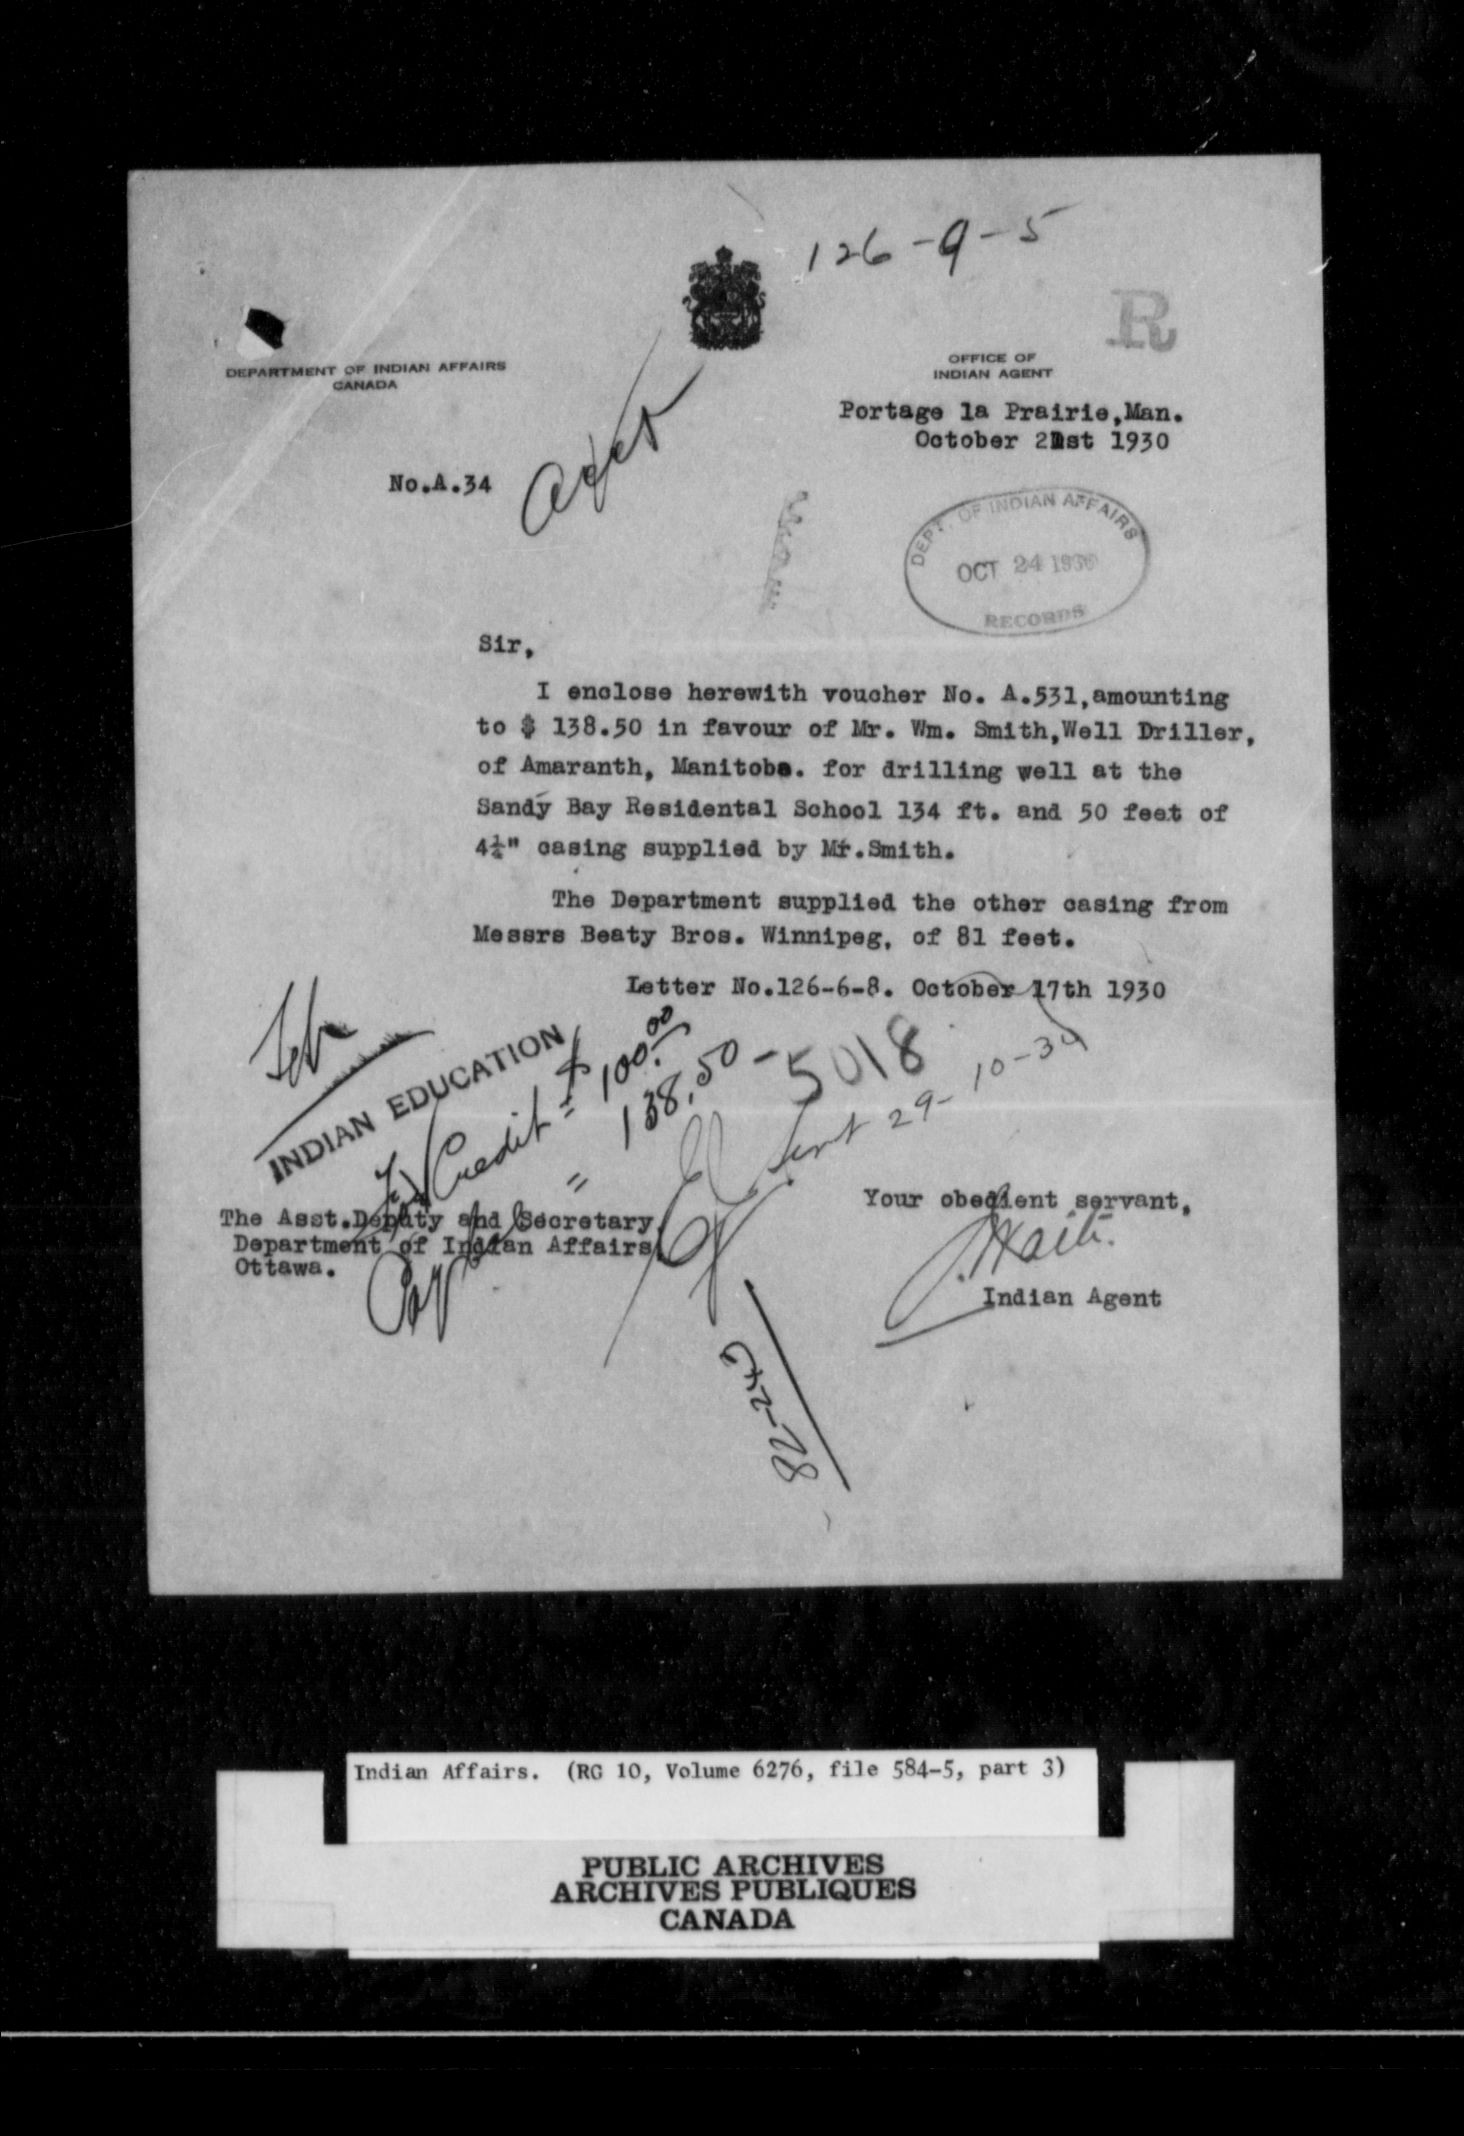 126-9-5
R
DEPARTMENT OF INDIAN AFFAIRS
CANADA
OFFICE OF
INDIAN AGENT
Portage la Prairie,Man.
October 21st 1930
No.A.34
DEPT. OF INDIAN AFFAIRS
OCT 24 1930
RECORDS
Sir,
I enclose herewith voucher No. A.531,amounting
to $ 138.50 in favour of Mr. Wm. Smith,Well Driller,
of Amaranth, Manitoba. for drilling well at the
Sandy Bay Residental School 134 ft. and 50 feet of
4¼" casing supplied by Mr.Smith.
The Department supplied the other casing from
Messrs Beaty Bros. Winnipeg, of 81 feet.
Letter No.126-6-8. October 17th 1930
INDIAN EDUCATION
Credit = $ 100.00
" 138.50 - 5018
Sent 29-10-30
Your obedient servant,
The Asst.Deputy and Secretary,
Department of Indian Affairs
Ottawa.
Indian Agent
Indian Affairs. (RG 10, Volume 6276, file 584-5, part 3)
PUBLIC ARCHIVES
ARCHIVES PUBLIQUES
CANADA